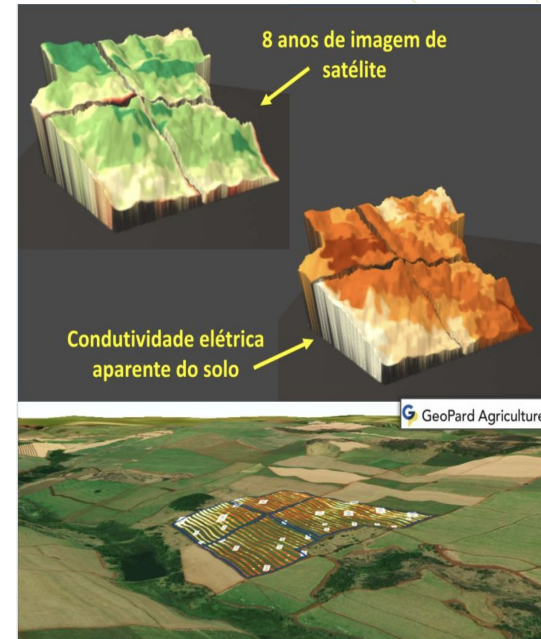 8 anos de imagem de
satélite
Condutividade elétrica
aparente do solo
GeoPard Agriculture